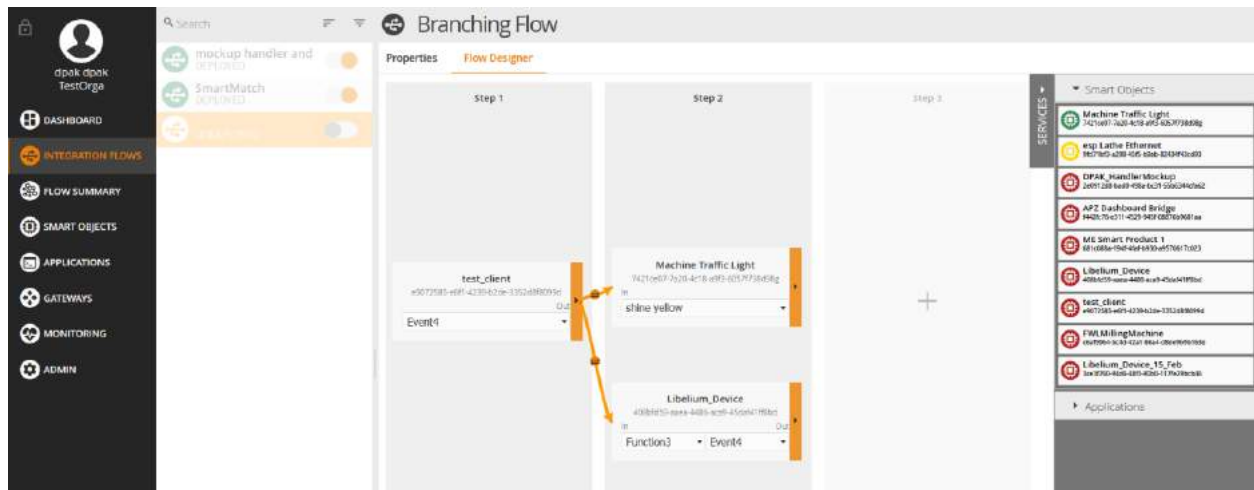 dpak dpak
TestOrga
DASHBOARD
INTEGRATION FLOWS
FLOW SUMMARY
SMART OBJECTS
APPLICATIONS
GATEWAYS
MONITORING
ADMIN
Search
mockup handler and
DEPLOYED
SmartMatch
DEPLOYED
Branching Flow
Properties
Flow Designer
Step 1
test_client
Out
Event4
Step 2
Machine Traffic Light
In
shine yellow
Libelium_Device
In
Out
Function3
Event4
Step 3
SERVICES
Smart Objects
Machine Traffic Light
esp Lathe Ethernet
DPAK_HandlerMockup
APZ Dashboard Bridge
ME Smart Product 1
Libelium_Device
test_client
FWLMillingMachine
Libelium_Device_15_Feb
Applications